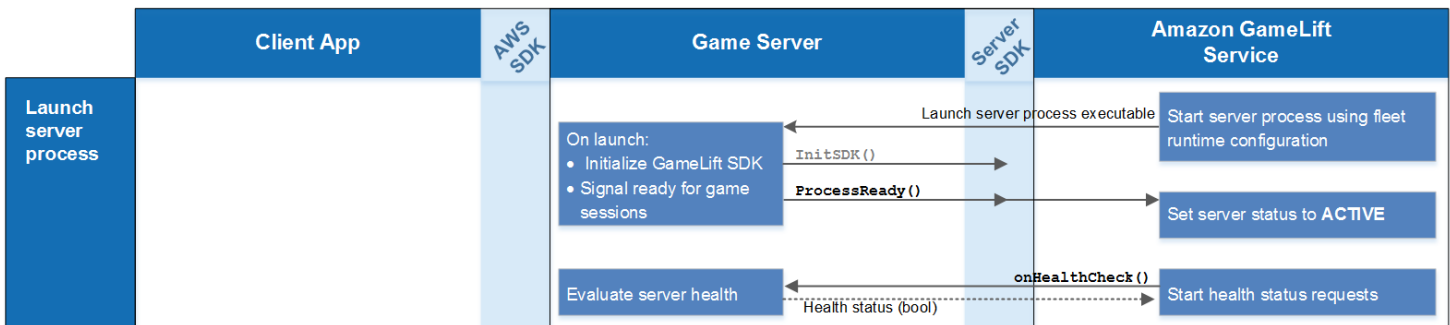 Client App
AWS
SDK
Game Server
Server
SDK
Amazon GameLift
Service
Launch
server
process
Launch server process executable
Start server process using fleet
runtime configuration
On launch:
• Initialize GameLift SDK
• Signal ready for game
sessions
InitSDK()
ProcessReady()
Set server status to ACTIVE
onHealthCheck()
Evaluate server health
Health status (bool)
Start health status requests